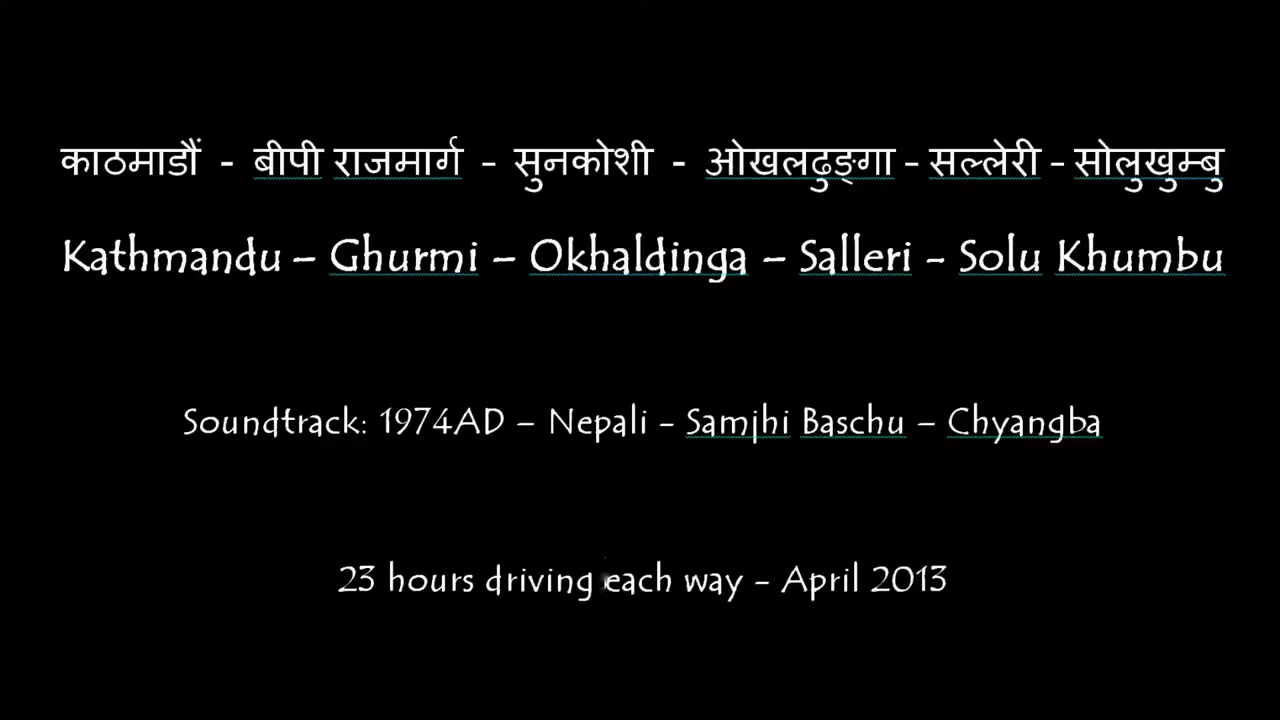 काठमाडौं - बीपी राजमार्ग - सुनकोशी - ओखलढुङ्गा - सल्लेरी - सोलुखुम्बु
Kathmandu – Ghurmi – Okhaldinga – Salleri - Solu Khumbu
Soundtrack: 1974AD – Nepali - Samjhi Baschu – Chyangba
23 hours driving each way - April 2013